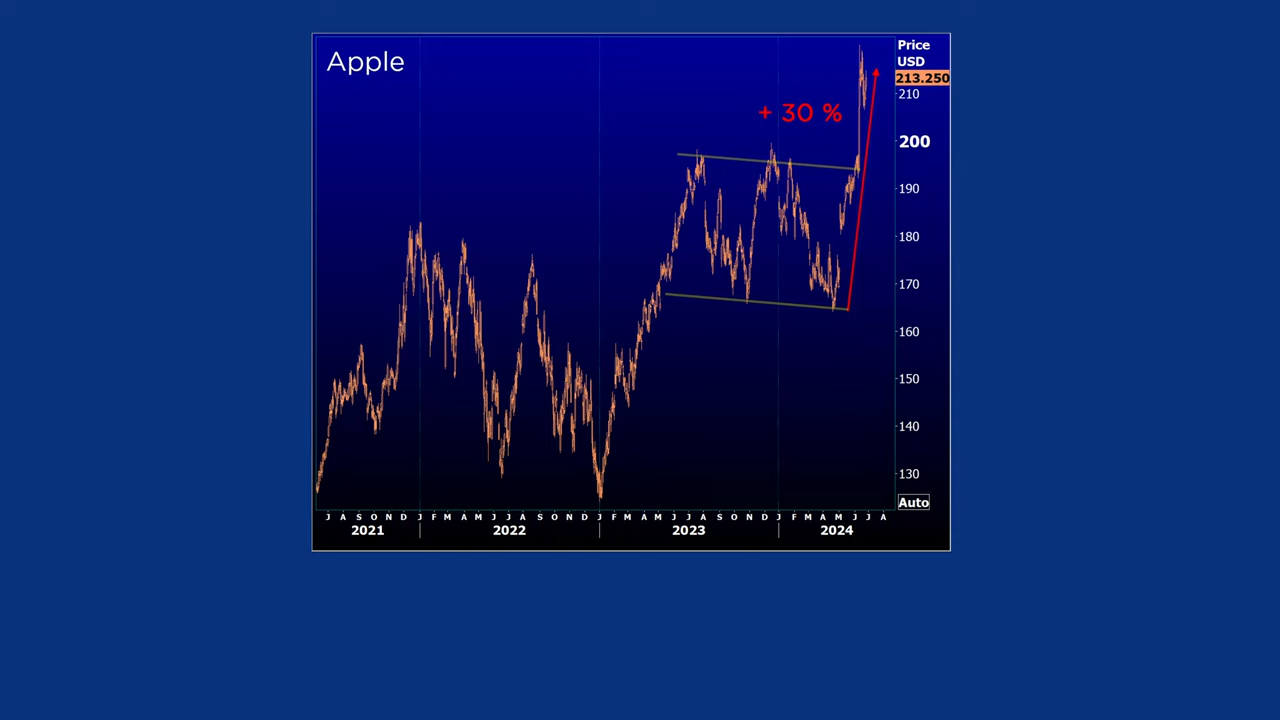 Apple
Price
USD
213.250
210
+ 30 %
200
190
180
170
160
150
140
130
Auto
J A S O N D J F M A M J J A S O N D J F M A M J J A S O N D J F M A M J J A
2021 2022 2023 2024